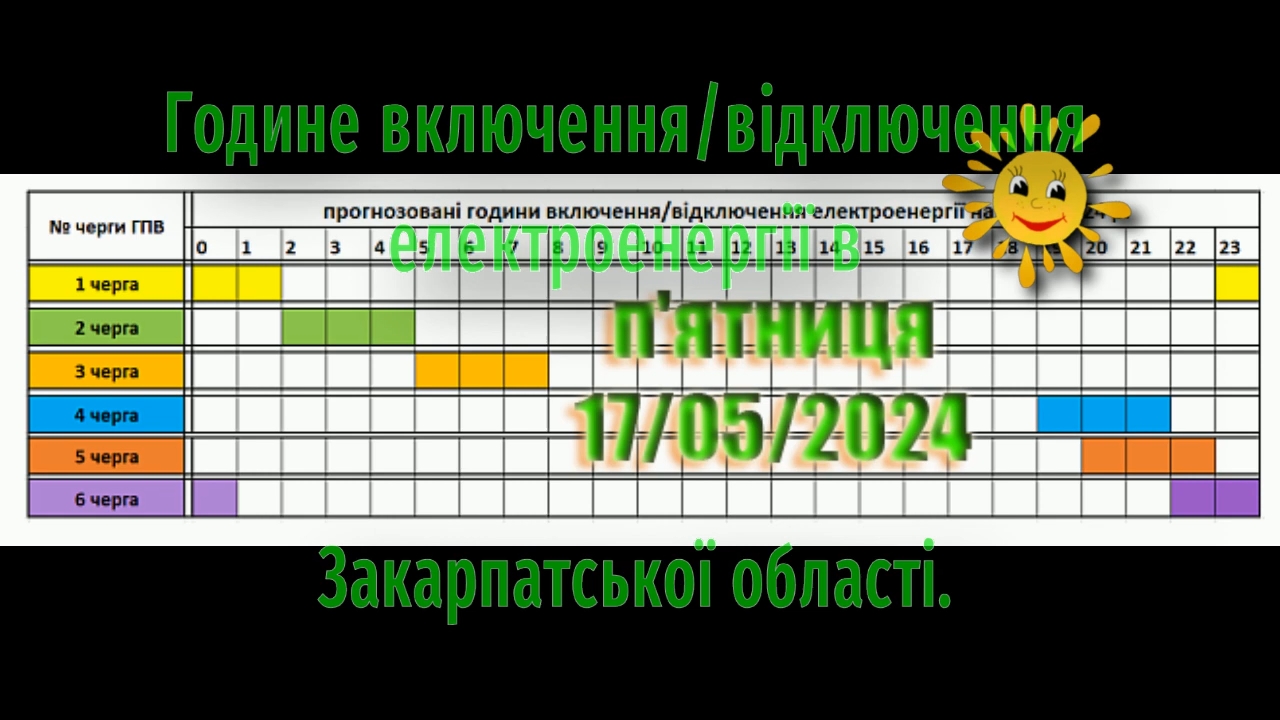 Године включення/відключення
№ черги ГПВ
прогнозовані години включення/відключення електроенергії на
електроенергії в
0 1 2 3 4 5 6 7 8 9 10 11 12 13 14 15 16 17 18 19 20 21 22 23
1 черга
2 черга
п'ятниця
3 черга
4 черга
17/05/2024
5 черга
6 черга
Закарпатської області.